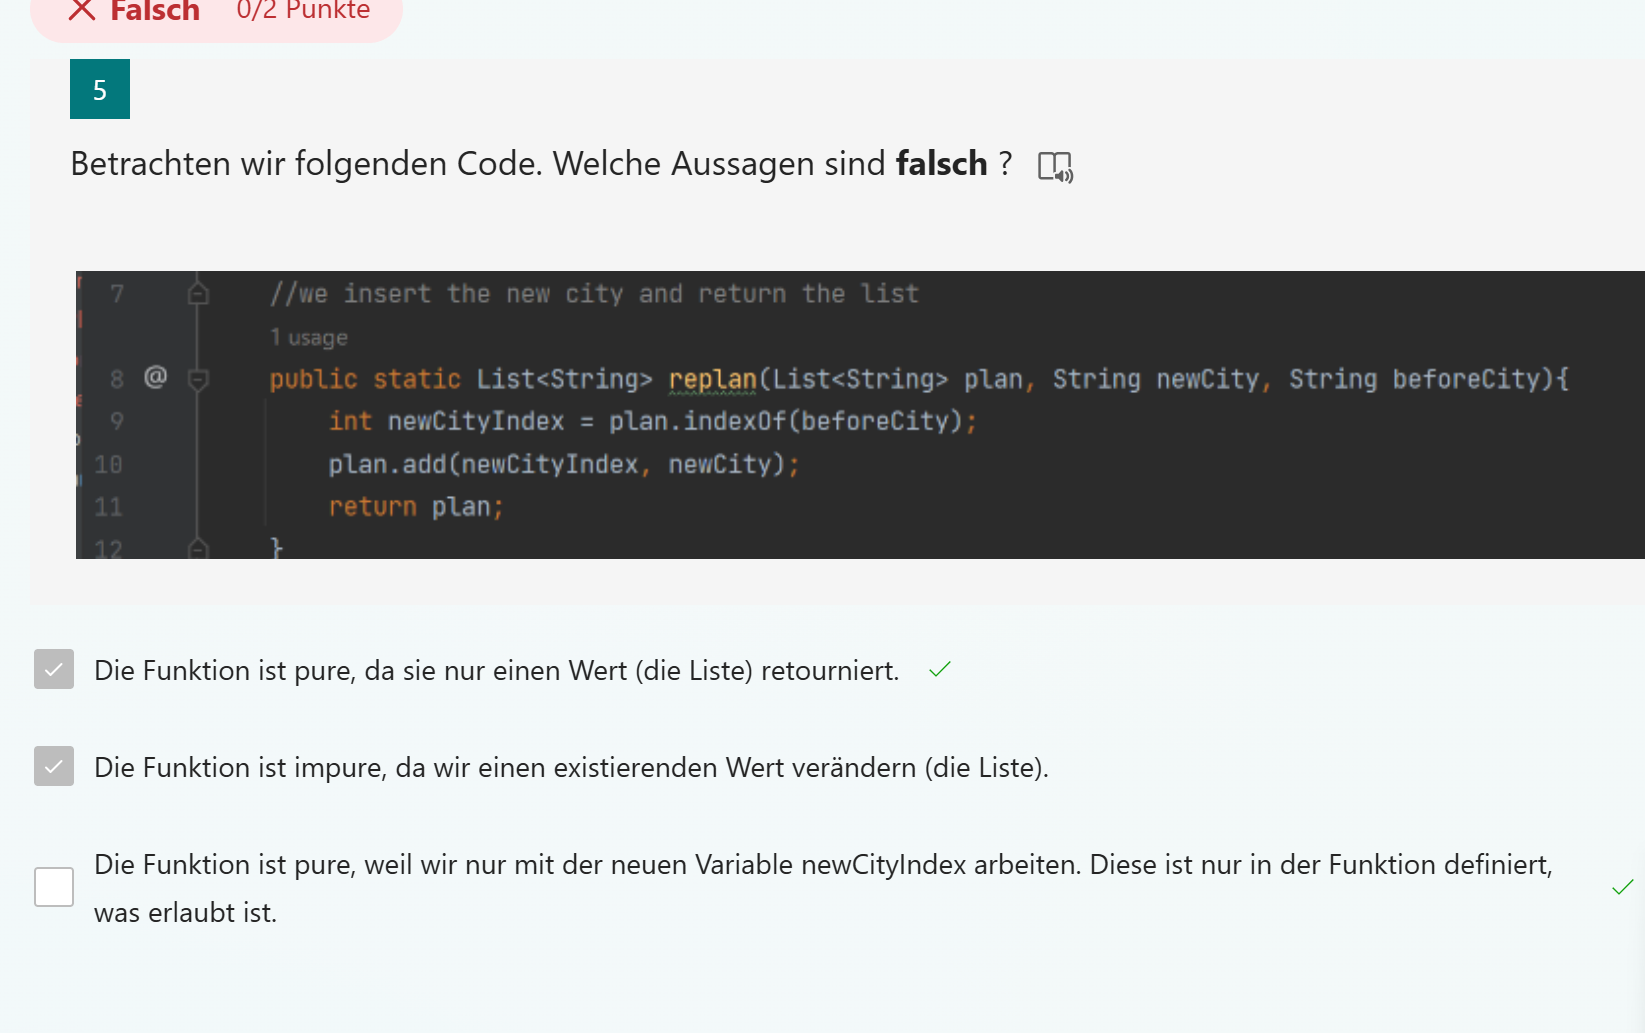 Falsch 0/2 Punkte
5
Betrachten wir folgenden Code. Welche Aussagen sind falsch ?
7 //we insert the new city and return the list
1 usage
8 @ public static List<String> replan(List<String> plan, String newCity, String beforeCity){
9 int newCityIndex = plan.indexOf(beforeCity);
10 plan.add(newCityIndex, newCity);
11 return plan;
12 }
Die Funktion ist pure, da sie nur einen Wert (die Liste) retourniert.
Die Funktion ist impure, da wir einen existierenden Wert verändern (die Liste).
Die Funktion ist pure, weil wir nur mit der neuen Variable newCityIndex arbeiten. Diese ist nur in der Funktion definiert,
was erlaubt ist.